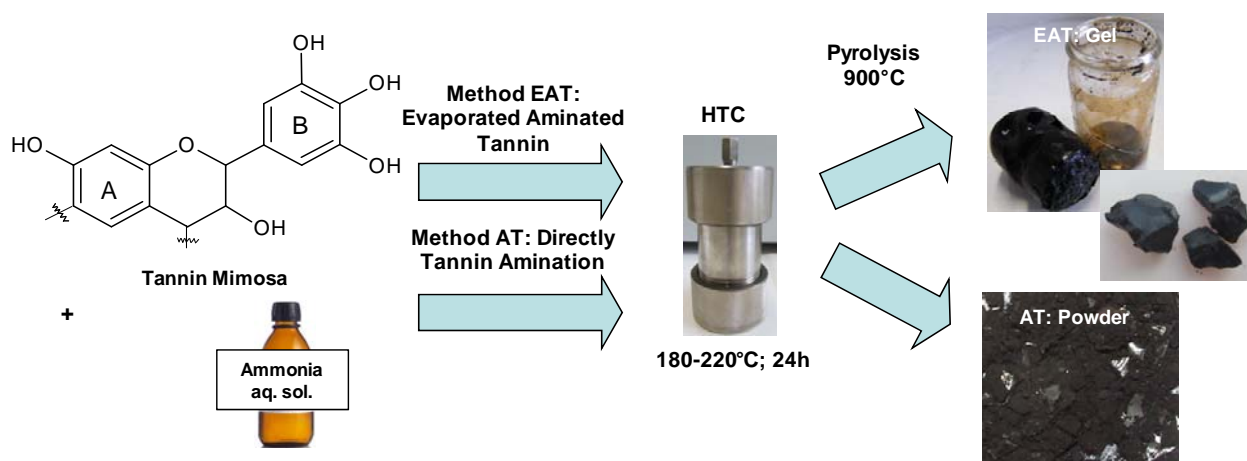 OH
OH
B
OH
HO
O
A
OH
Tannin Mimosa
+
Ammonia
aq. sol.
Method EAT:
Evaporated Aminated
Tannin
Method AT: Directly
Tannin Amination
HTC
180-220°C; 24h
Pyrolysis
900°C
EAT: Gel
AT: Powder